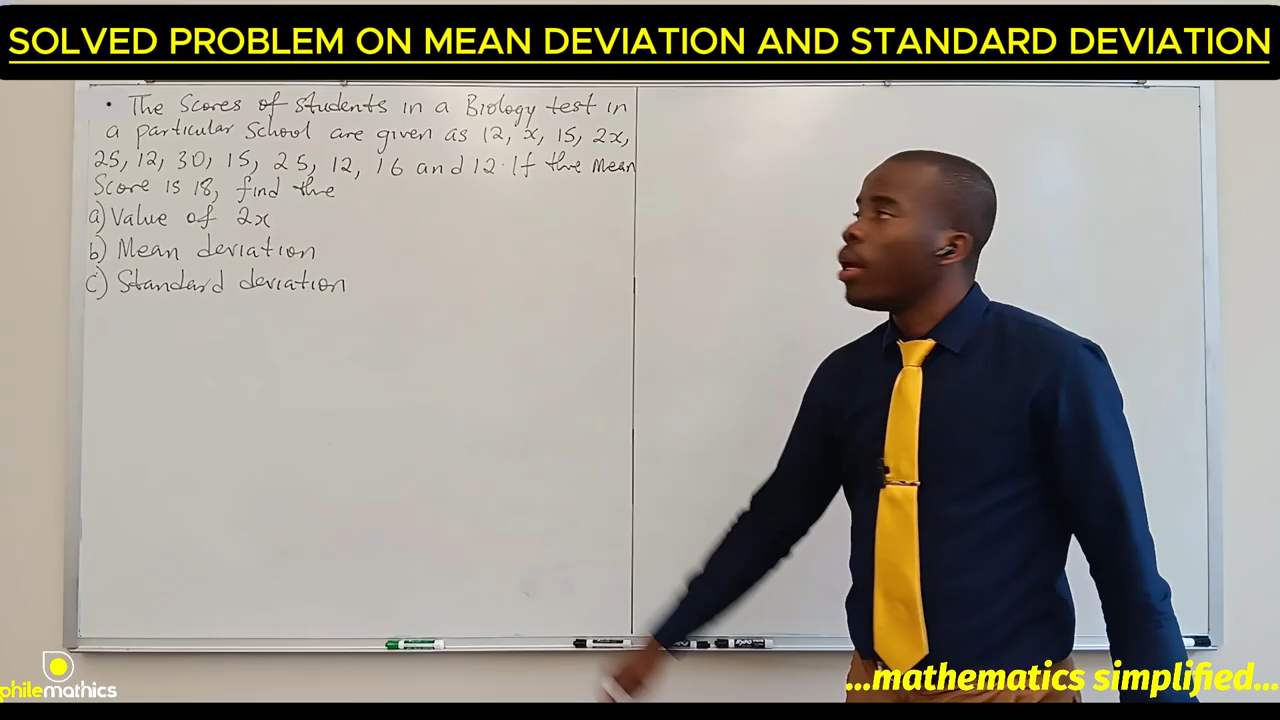 SOLVED PROBLEM ON MEAN DEVIATION AND STANDARD DEVIATION
• The Scores of students in a Biology test in
a particular School are given as 12, x, 15, 2x,
25, 12, 30, 15, 25, 12, 16 and 12. If the Mean
Score is 18, find the
a) Value of 2x
b) Mean deviation
c) Standard deviation
EXPO
philemathics
...mathematics simplified...